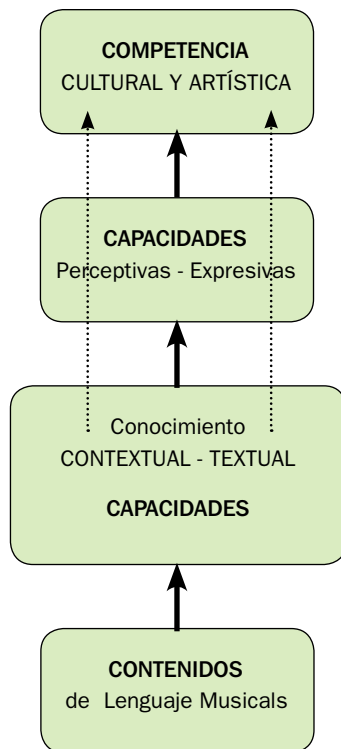 COMPETENCIA
CULTURAL Y ARTÍSTICA
CAPACIDADES
Perceptivas - Expresivas
Conocimiento
CONTEXTUAL - TEXTUAL
CAPACIDADES
CONTENIDOS
de Lenguaje Musicals